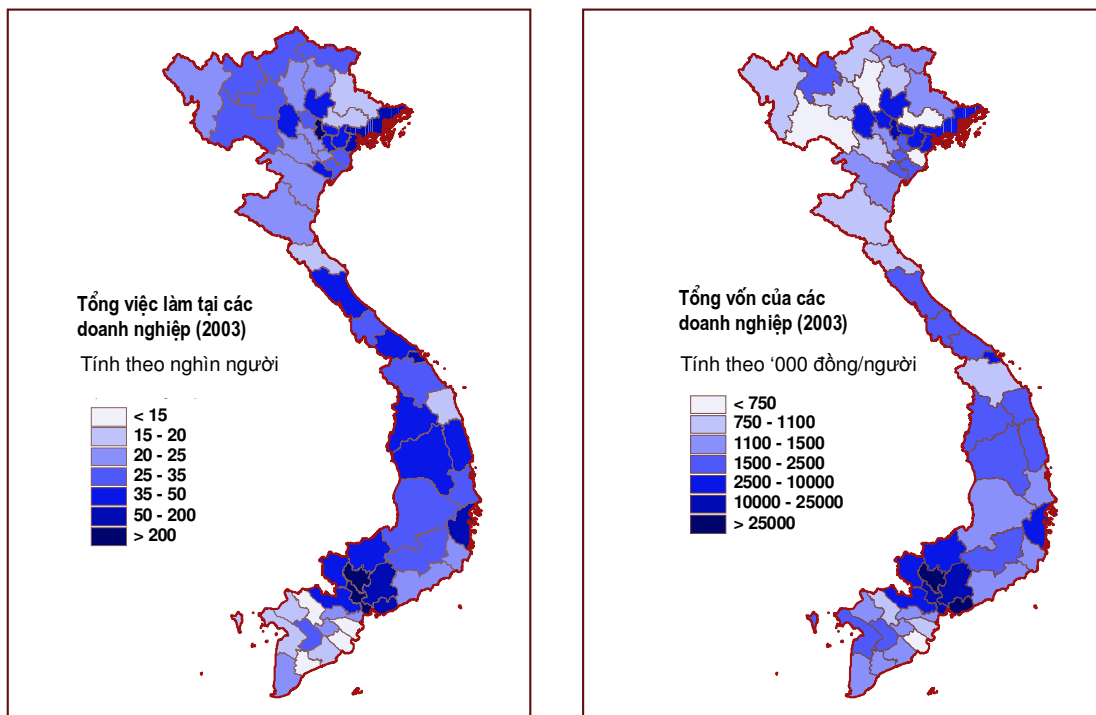 Tổng việc làm tại các
doanh nghiệp (2003)
Tính theo nghìn người
< 15
15 - 20
20 - 25
25 - 35
35 - 50
50 - 200
> 200
Tổng vốn của các
doanh nghiệp (2003)
Tính theo ‘000 đồng/người
< 750
750 - 1100
1100 - 1500
1500 - 2500
2500 - 10000
10000 - 25000
> 25000